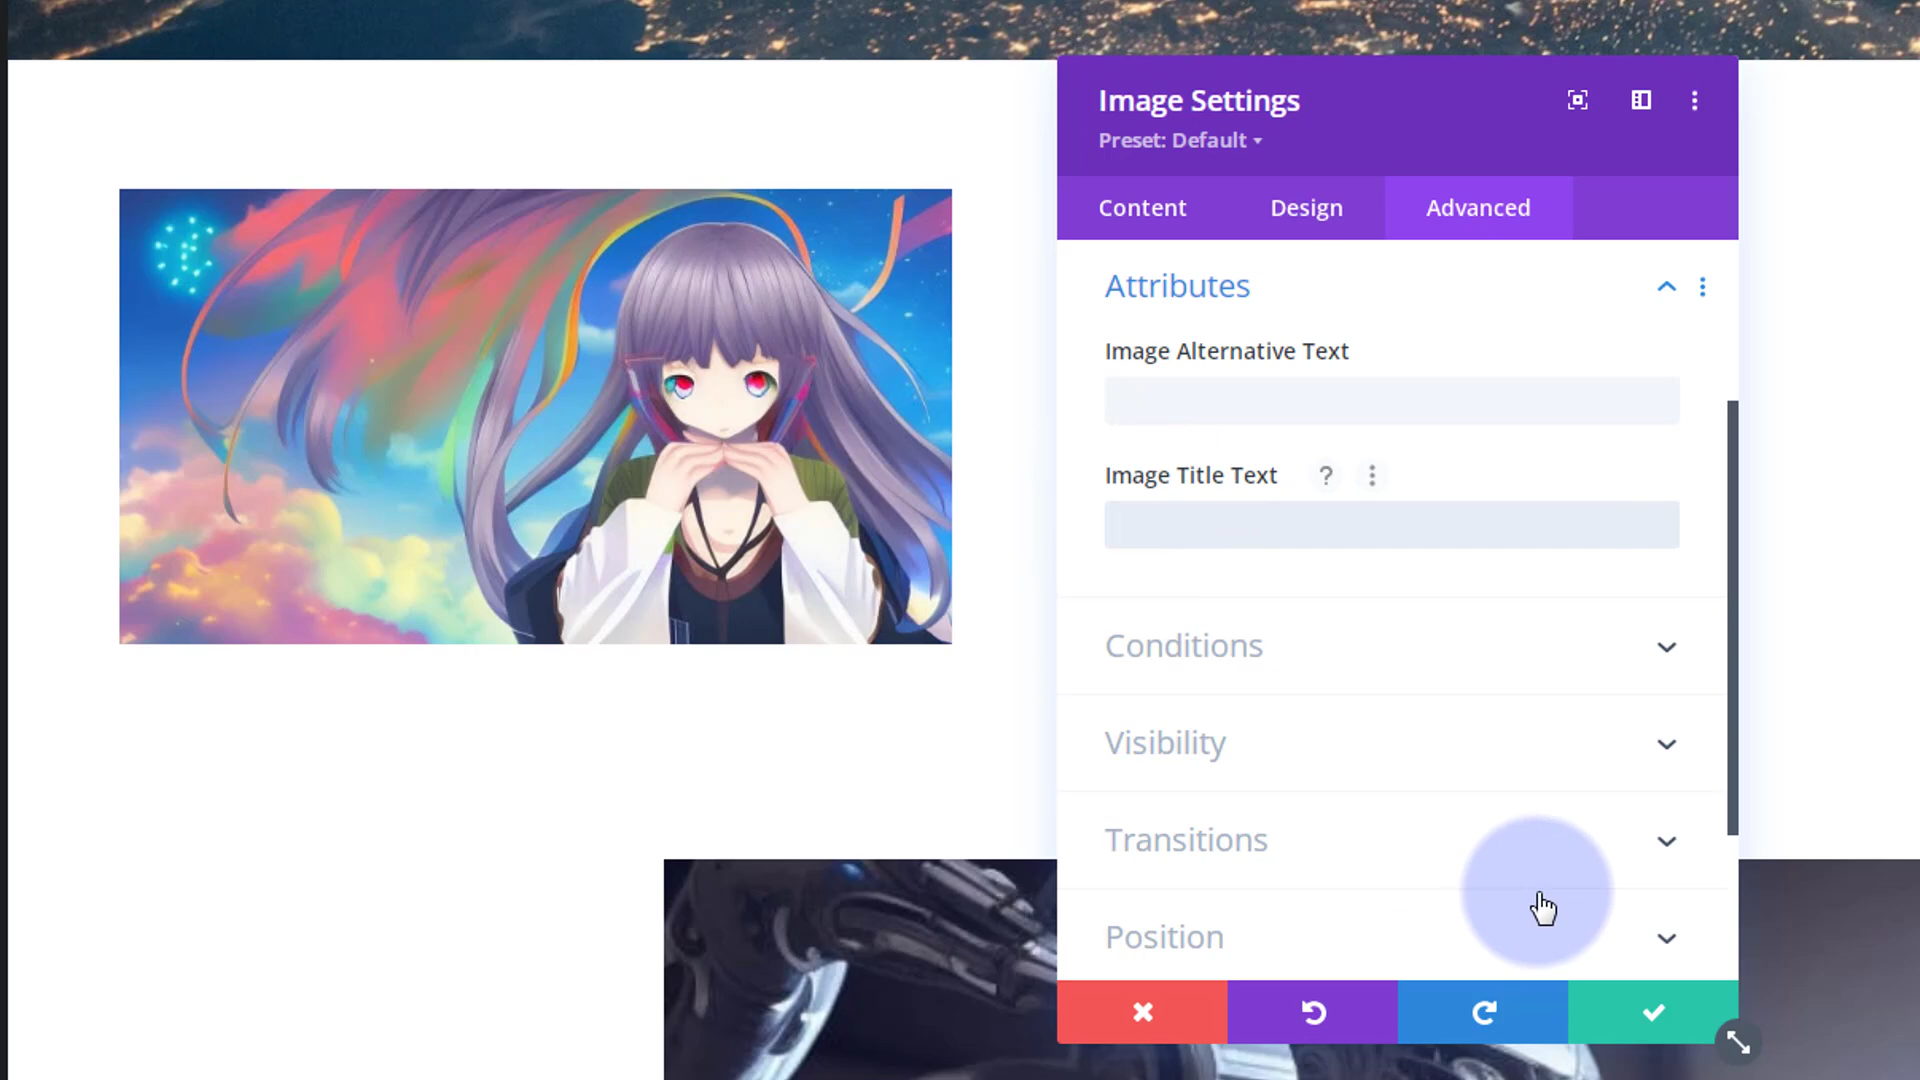 Image Settings
Preset: Default
Content Design Advanced
Attributes
Image Alternative Text
Image Title Text ?
Conditions
Visibility
Transitions
Position